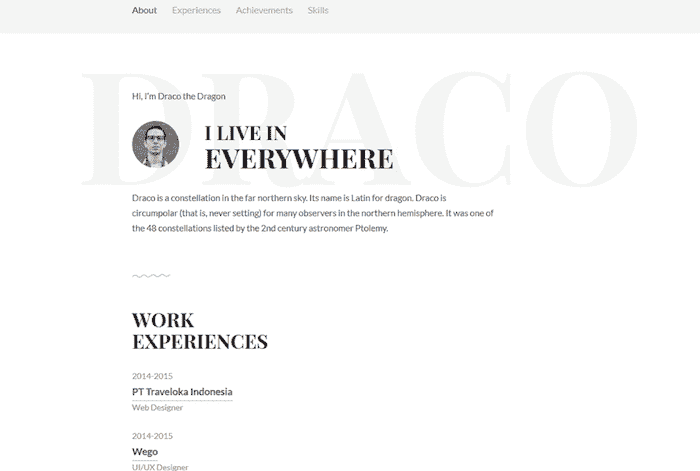 About Experiences Achievements Skills
DRACO
Hi, I'm Draco the Dragon
I LIVE IN
EVERYWHERE
Draco is a constellation in the far northern sky. Its name is Latin for dragon. Draco is
circumpolar (that is, never setting) for many observers in the northern hemisphere. It was one of
the 48 constellations listed by the 2nd century astronomer Ptolemy.
WORK
EXPERIENCES
2014-2015
PT Traveloka Indonesia
Web Designer
2014-2015
Wego
UI/UX Designer